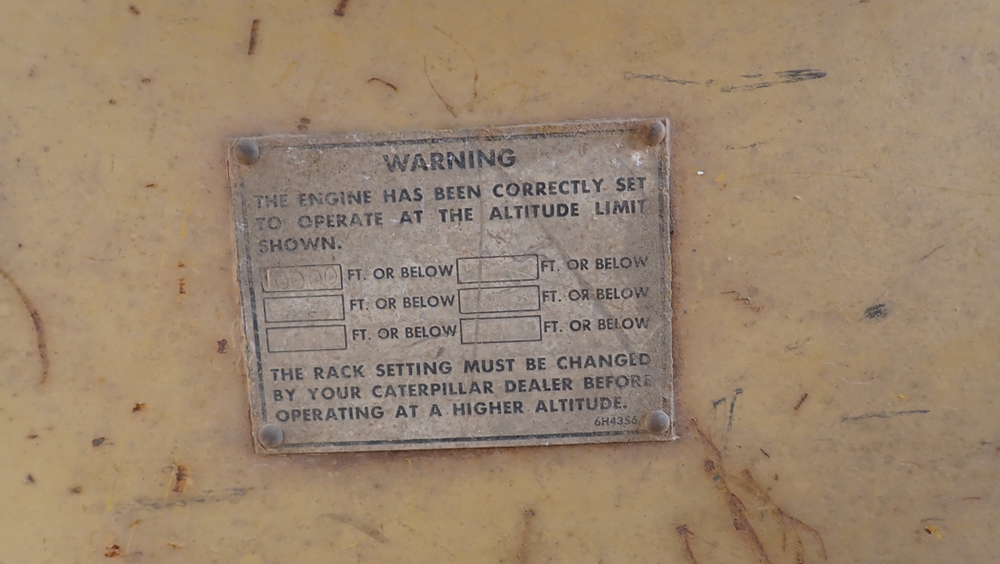 WARNING
THE ENGINE HAS BEEN CORRECTLY SET
TO OPERATE AT THE ALTITUDE LIMIT
SHOWN.
FT. OR BELOW FT. OR BELOW
FT. OR BELOW FT. OR BELOW
FT. OR BELOW FT. OR BELOW
THE RACK SETTING MUST BE CHANGED
BY YOUR CATERPILLAR DEALER BEFORE
OPERATING AT A HIGHER ALTITUDE.
6H4356